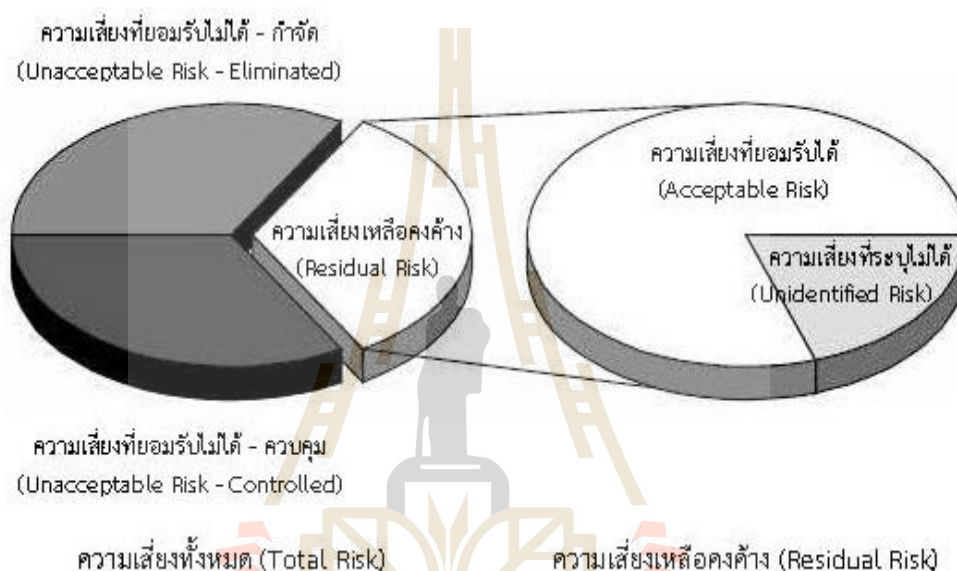 ความเสี่ยงที่ยอมรับไม่ได้ - กำจัด
(Unacceptable Risk - Eliminated)
ความเสี่ยงที่ยอมรับได้
(Acceptable Risk)
ความเสี่ยงเหลือคงค้าง
(Residual Risk)
ความเสี่ยงที่ระบุไม่ได้
(Unidentified Risk)
ความเสี่ยงที่ยอมรับไม่ได้ - ควบคุม
(Unacceptable Risk - Controlled)
ความเสี่ยงทั้งหมด (Total Risk)
ความเสี่ยงเหลือคงค้าง (Residual Risk)